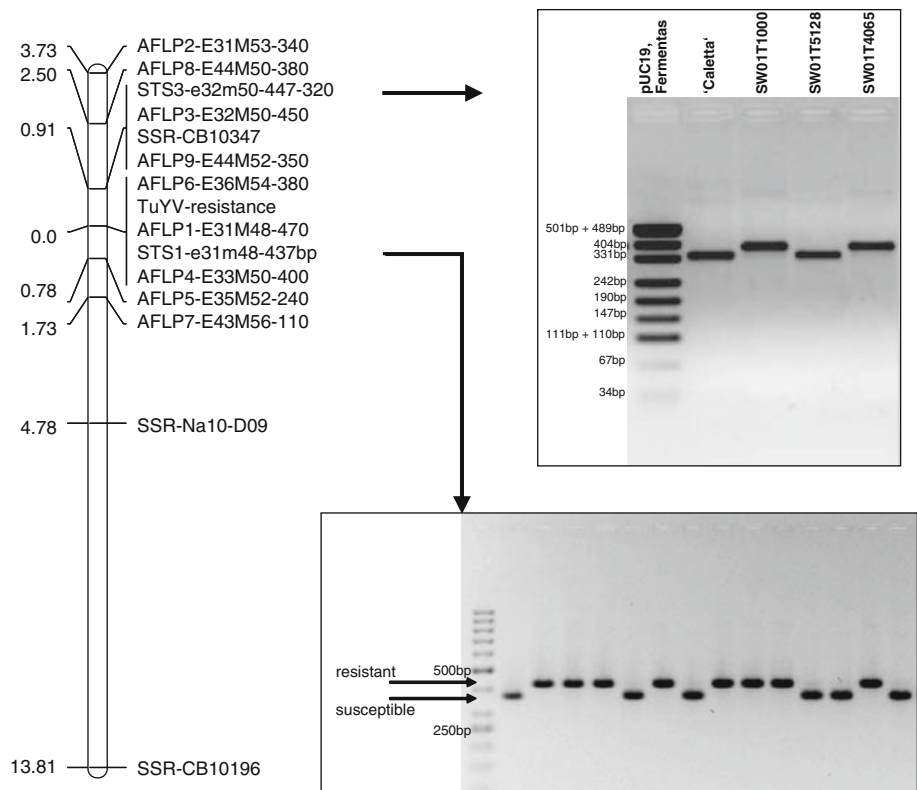 3.73
2.50
0.91
0.0
0.78
1.73
4.78
13.81
AFLP2-E31M53-340
AFLP8-E44M50-380
STS3-e32m50-447-320
AFLP3-E32M50-450
SSR-CB10347
AFLP9-E44M52-350
AFLP6-E36M54-380
TuYV-resistance
AFLP1-E31M48-470
STS1-e31m48-437bp
AFLP4-E33M50-400
AFLP5-E35M52-240
AFLP7-E43M56-110
SSR-Na10-D09
SSR-CB10196
pUC19,
Fermentas
'Caletta'
SW01T1000
SW01T5128
SW01T4065
501bp + 489bp
404bp
331bp
242bp
190bp
147bp
111bp + 110bp
67bp
34bp
resistant
susceptible
500bp
250bp